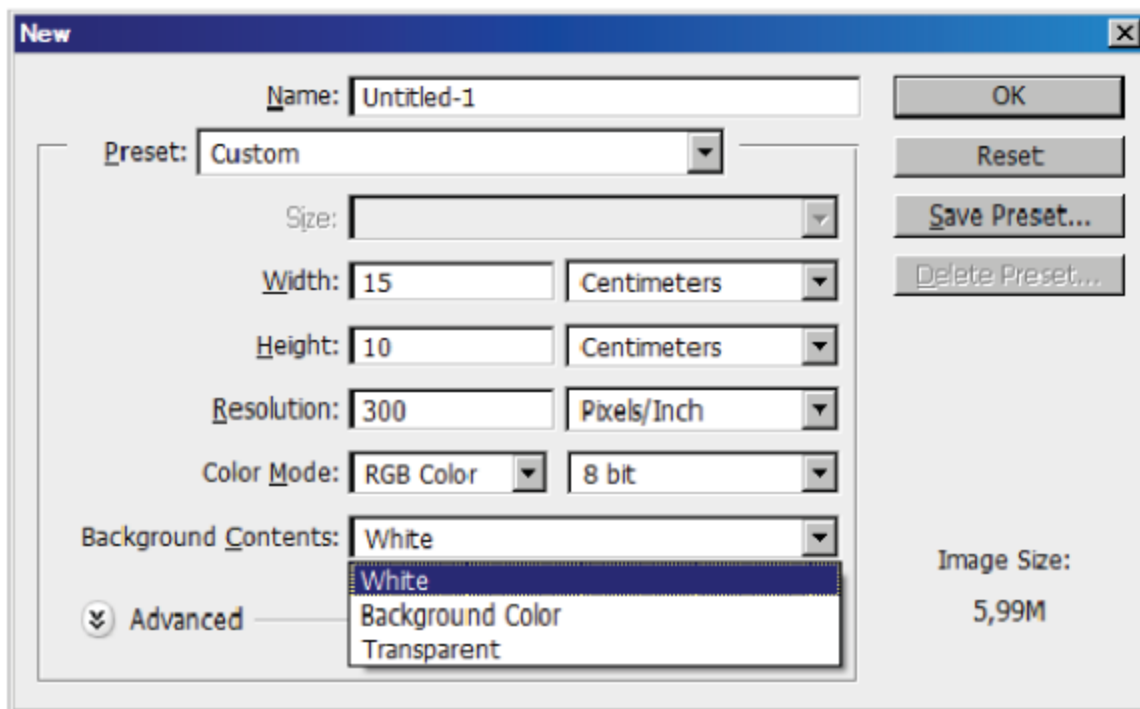 New
Name: Untitled-1
OK
Preset: Custom
Reset
Size:
Save Preset...
Width: 15 Centimeters
Delete Preset...
Height: 10 Centimeters
Resolution: 300 Pixels/Inch
Color Mode: RGB Color 8 bit
Background Contents: White
White
Background Color
Transparent
Advanced
Image Size:
5,99M